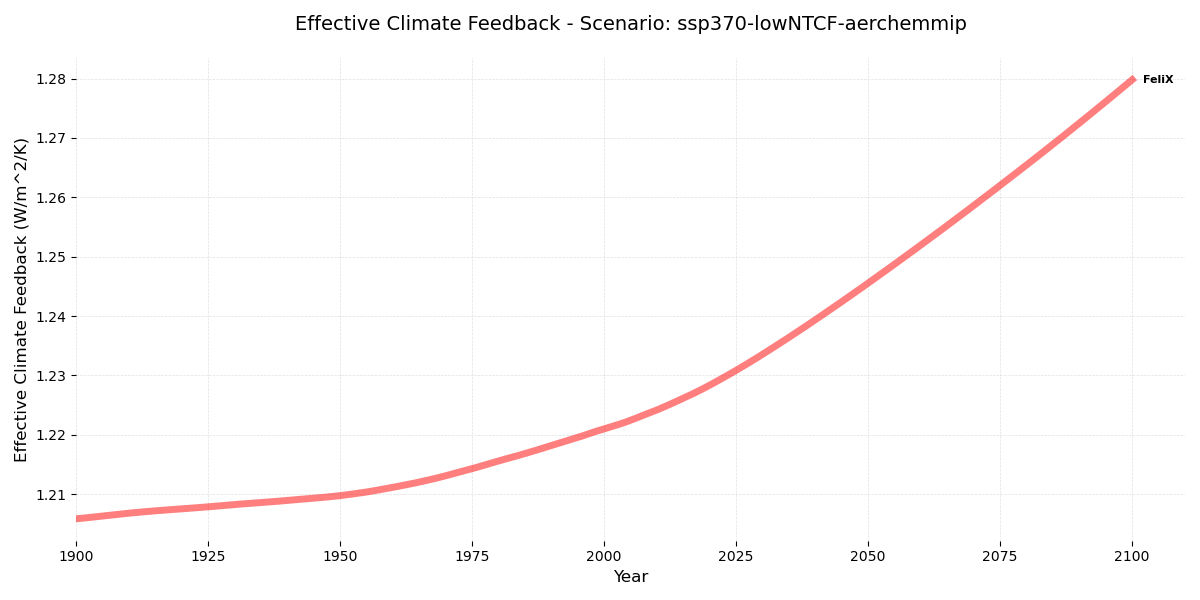 Effective Climate Feedback - Scenario: ssp370-lowNTCF-aerchemmip
Effective Climate Feedback (W/m^2/K)
1.28
1.27
1.26
1.25
1.24
1.23
1.22
1.21
FeliX
1900 1925 1950 1975 2000 2025 2050 2075 2100
Year